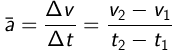 ā = Δv / Δt = (v₂ − v₁) / (t₂ − t₁)